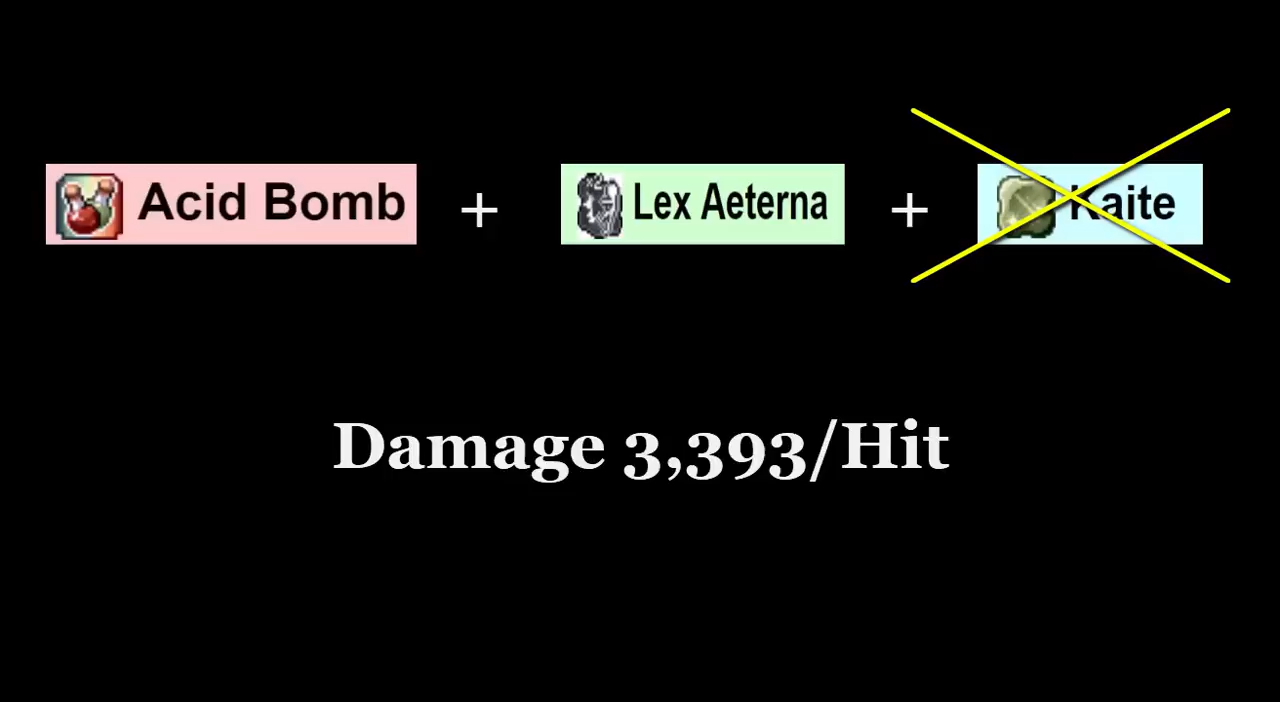 Acid Bomb + Lex Aeterna + Kaite
Damage 3,393/Hit